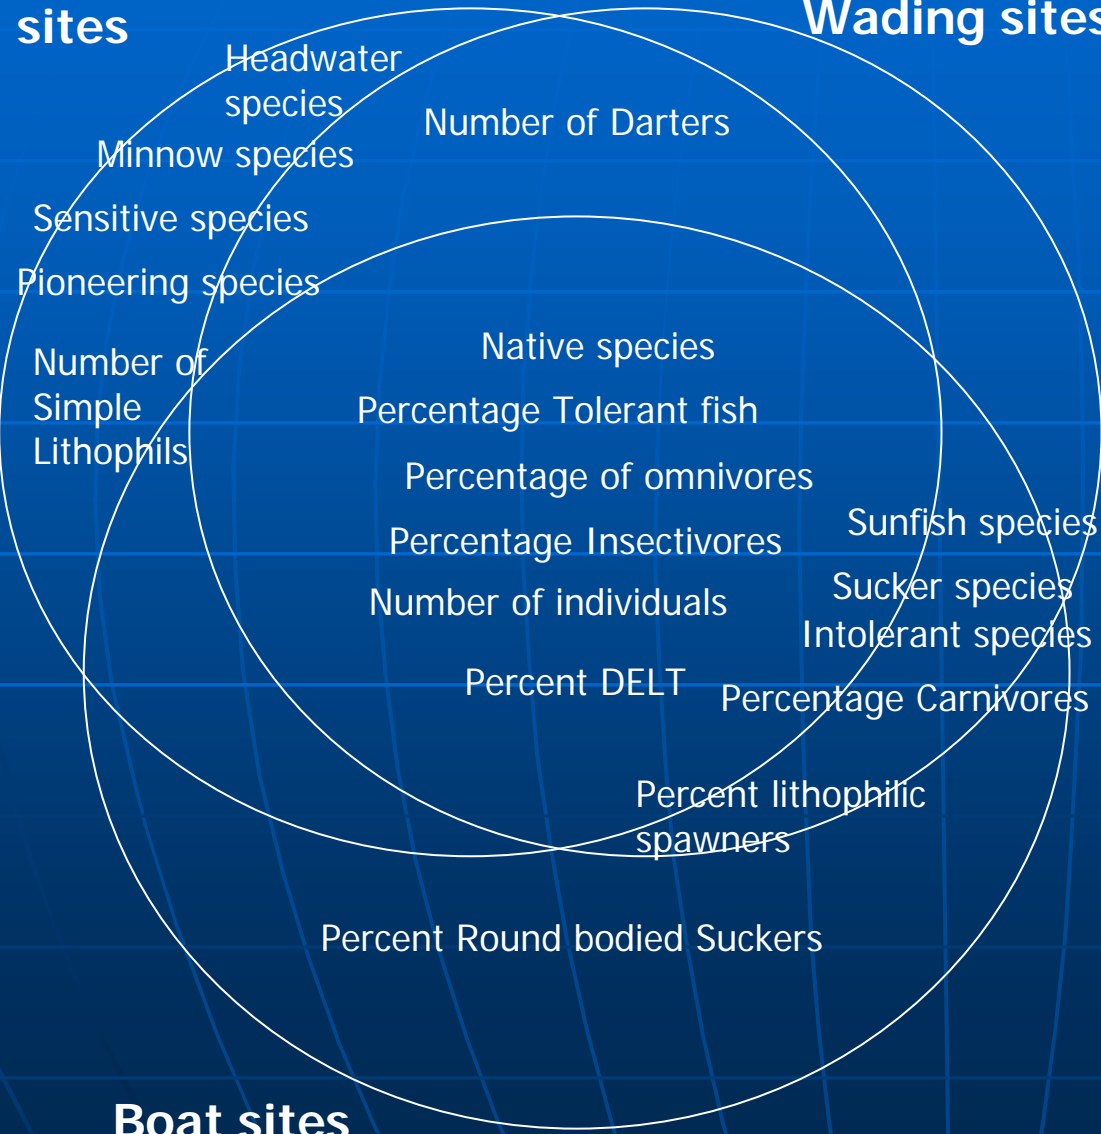 sites
Wading sites
Headwater
species
Number of Darters
Minnow species
Sensitive species
Pioneering species
Native species
Number of
Simple
Lithophils
Percentage Tolerant fish
Percentage of omnivores
Sunfish species
Percentage Insectivores
Sucker species
Number of individuals
Intolerant species
Percent DELT
Percentage Carnivores
Percent lithophilic
spawners
Percent Round bodied Suckers
Boat sites